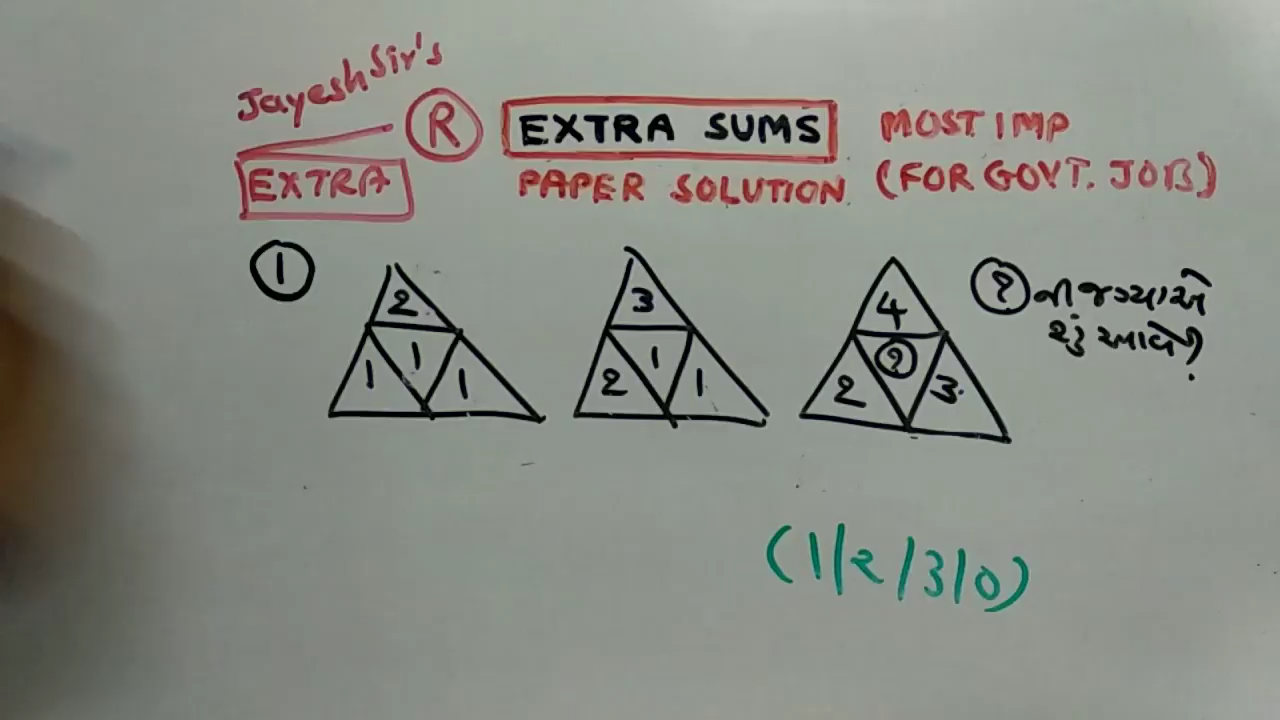 Jayesh Sir's
EXTRA
R
EXTRA SUMS
PAPER SOLUTION
MOST IMP
(FOR GOVT. JOB)
1
2
1 1 1
3
2 1 1
4
2 ? 3
? ની જગ્યાએ
શું આવે?
(1/2/3/0)